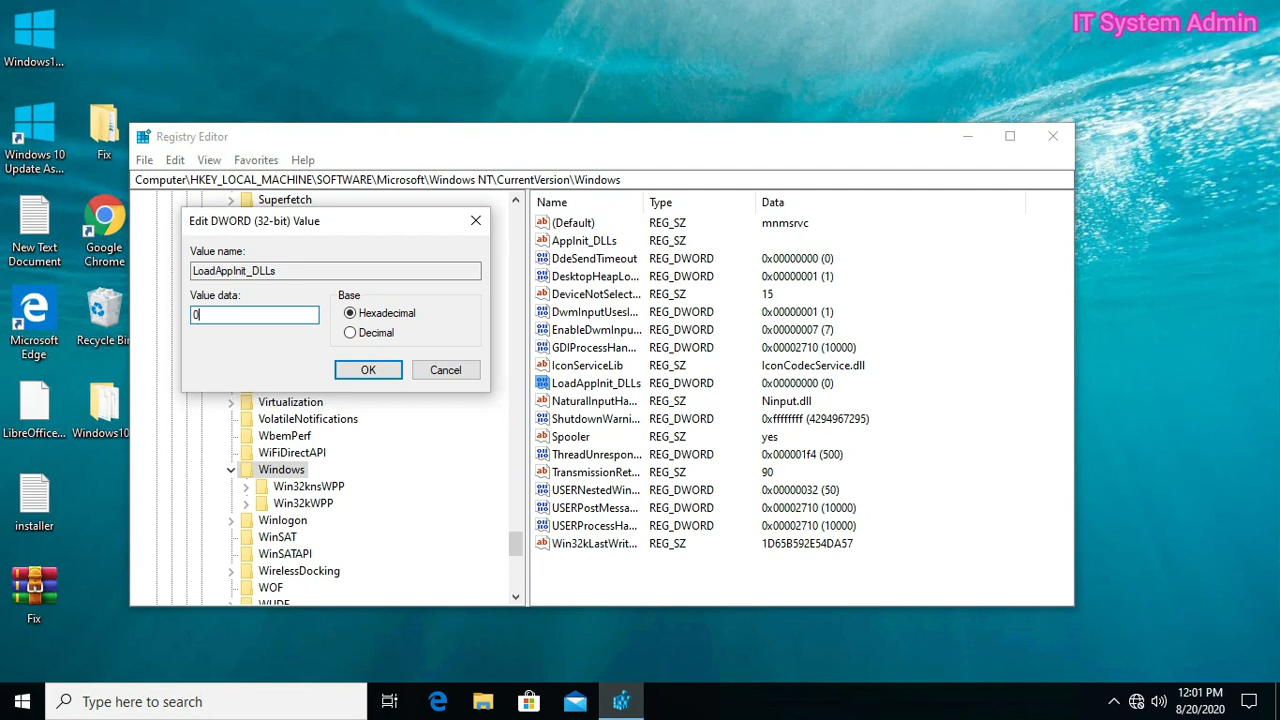 IT System Admin
Windows1...
Windows 10
Update As...
Fix
New Text
Document
Google
Chrome
Microsoft
Edge
Recycle Bin
LibreOffice...
Windows10
installer
Fix
Registry Editor
File Edit View Favorites Help
Computer\HKEY_LOCAL_MACHINE\SOFTWARE\Microsoft\Windows NT\CurrentVersion\Windows
Superfetch
Edit DWORD (32-bit) Value
Value name:
LoadAppInit_DLLs
Value data:
0
Base
Hexadecimal
Decimal
OK
Cancel
Virtualization
VolatileNotifications
WbemPerf
WiFiDirectAPI
Windows
Win32knsWPP
Win32kWPP
Winlogon
WinSAT
WinSATAPI
WirelessDocking
WOF
WUDF
Name Type Data
(Default) REG_SZ mnmsrvc
AppInit_DLLs REG_SZ
DdeSendTimeout REG_DWORD 0x00000000 (0)
DesktopHeapLo... REG_DWORD 0x00000001 (1)
DeviceNotSelect... REG_SZ 15
DwmInputUsesI... REG_DWORD 0x00000001 (1)
EnableDwmInpu... REG_DWORD 0x00000007 (7)
GDIProcessHan... REG_DWORD 0x00002710 (10000)
IconServiceLib REG_SZ IconCodecService.dll
LoadAppInit_DLLs REG_DWORD 0x00000000 (0)
NaturalInputHa... REG_SZ Ninput.dll
ShutdownWarni... REG_DWORD 0xffffffff (4294967295)
Spooler REG_SZ yes
ThreadUnrespon... REG_DWORD 0x000001f4 (500)
TransmissionRet... REG_SZ 90
USERNestedWin... REG_DWORD 0x00000032 (50)
USERPostMessa... REG_DWORD 0x00002710 (10000)
USERProcessHa... REG_DWORD 0x00002710 (10000)
Win32kLastWrit... REG_SZ 1D65B592E54DA57
Type here to search
12:01 PM
8/20/2020